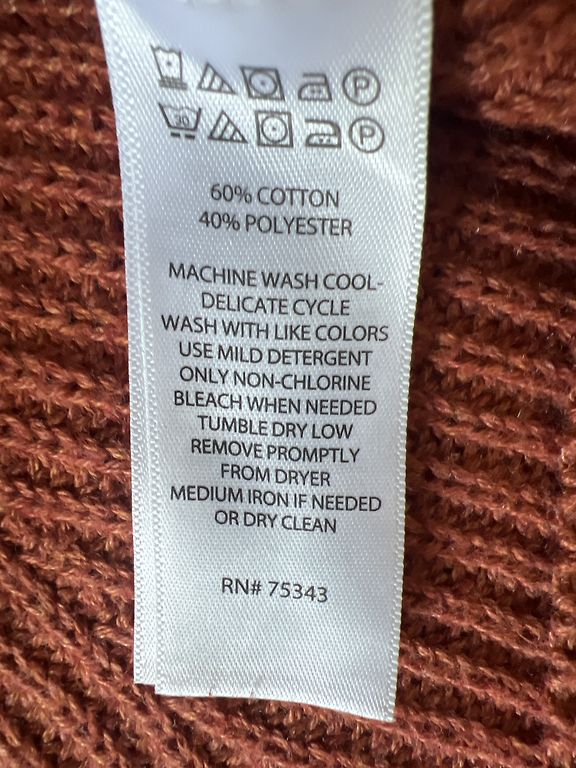 P
30 P
60% COTTON
40% POLYESTER
MACHINE WASH COOL-
DELICATE CYCLE
WASH WITH LIKE COLORS
USE MILD DETERGENT
ONLY NON-CHLORINE
BLEACH WHEN NEEDED
TUMBLE DRY LOW
REMOVE PROMPTLY
FROM DRYER
MEDIUM IRON IF NEEDED
OR DRY CLEAN
RN# 75343